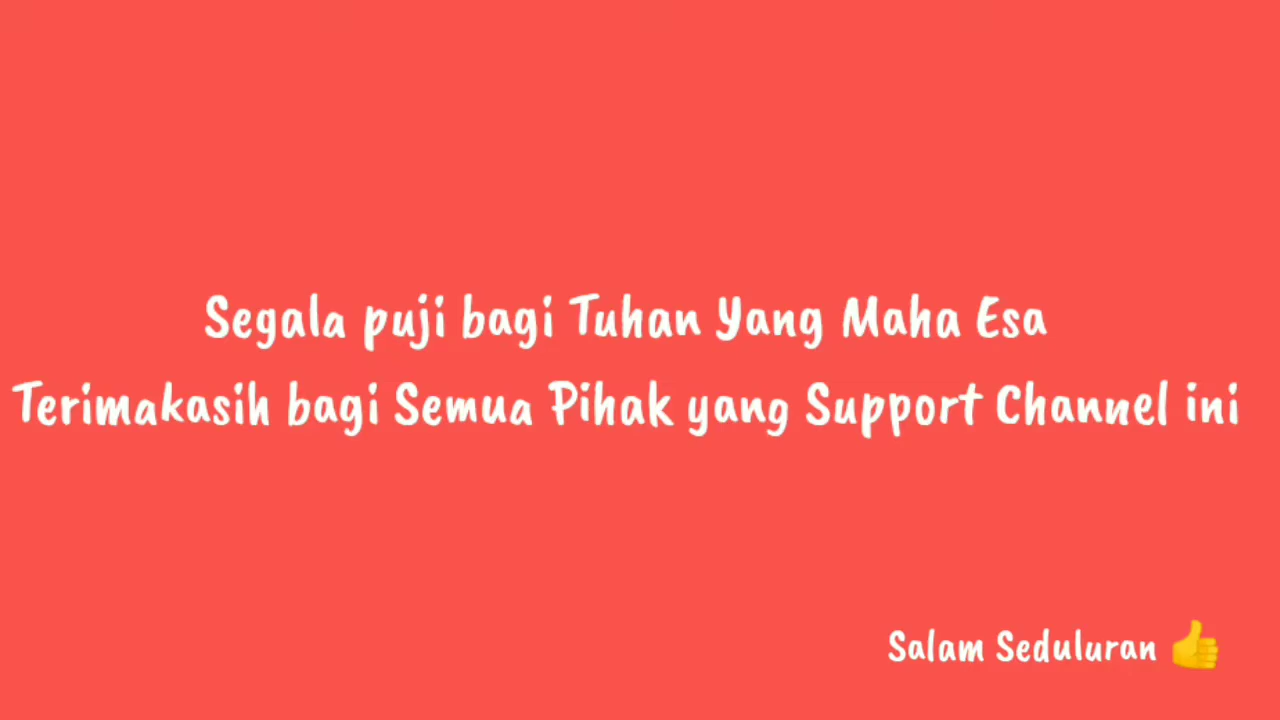 Segala puji bagi Tuhan Yang Maha Esa
Terimakasih bagi Semua Pihak yang Support Channel ini
Salam Seduluran 👍